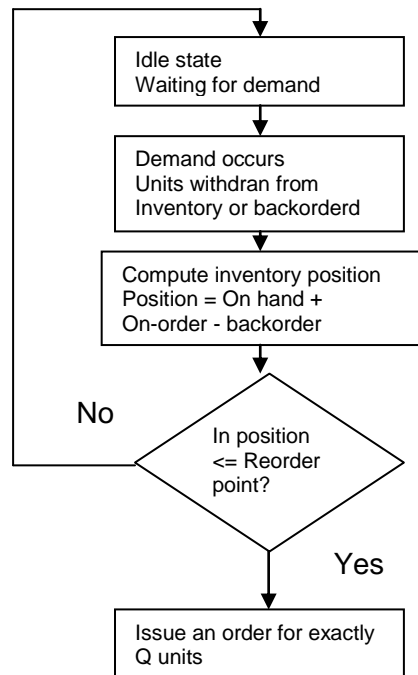 Idle state
Waiting for demand
Demand occurs
Units withdran from
Inventory or backorderd
Compute inventory position
Position = On hand +
On-order - backorder
No
In position
<= Reorder
point?
Yes
Issue an order for exactly
Q units